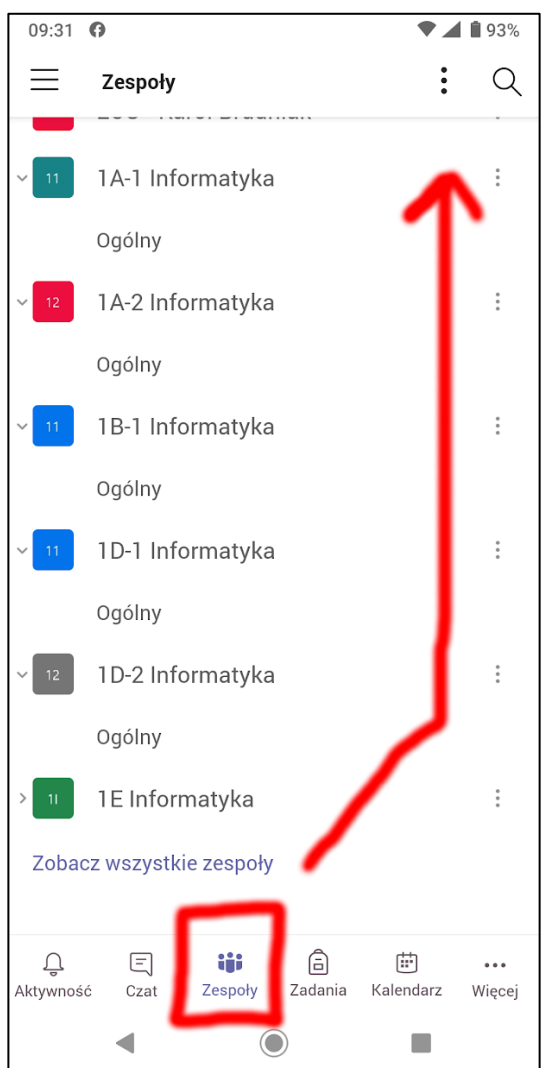 09:31 93%
Zespoły
1A-1 Informatyka
11
Ogólny
1A-2 Informatyka
12
Ogólny
1B-1 Informatyka
11
Ogólny
1D-1 Informatyka
11
Ogólny
1D-2 Informatyka
12
Ogólny
1E Informatyka
1I
Zobacz wszystkie zespoły
Aktywność Czat Zespoły Zadania Kalendarz Więcej